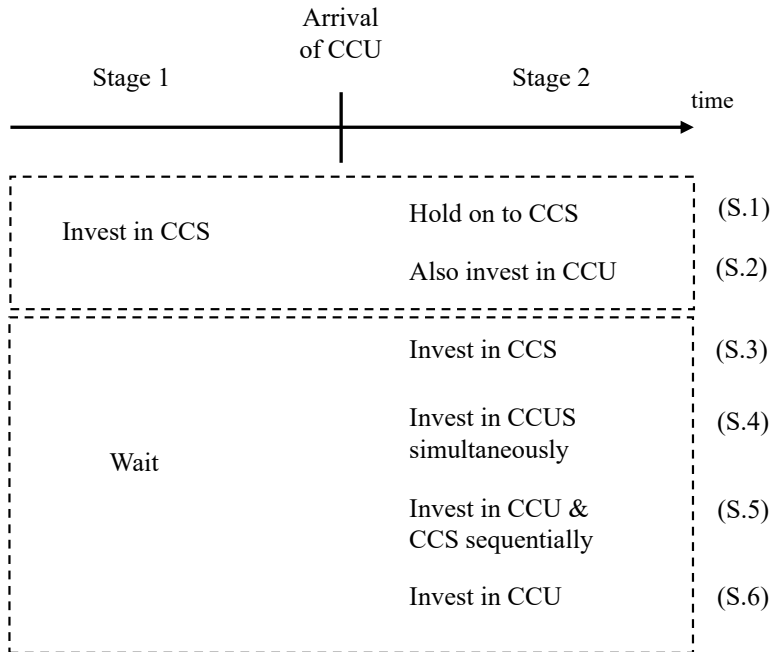 Arrival
of CCU
Stage 1
Stage 2
time
Invest in CCS
Hold on to CCS
(S.1)
Also invest in CCU
(S.2)
Wait
Invest in CCS
(S.3)
Invest in CCUS
simultaneously
(S.4)
Invest in CCU &
CCS sequentially
(S.5)
Invest in CCU
(S.6)